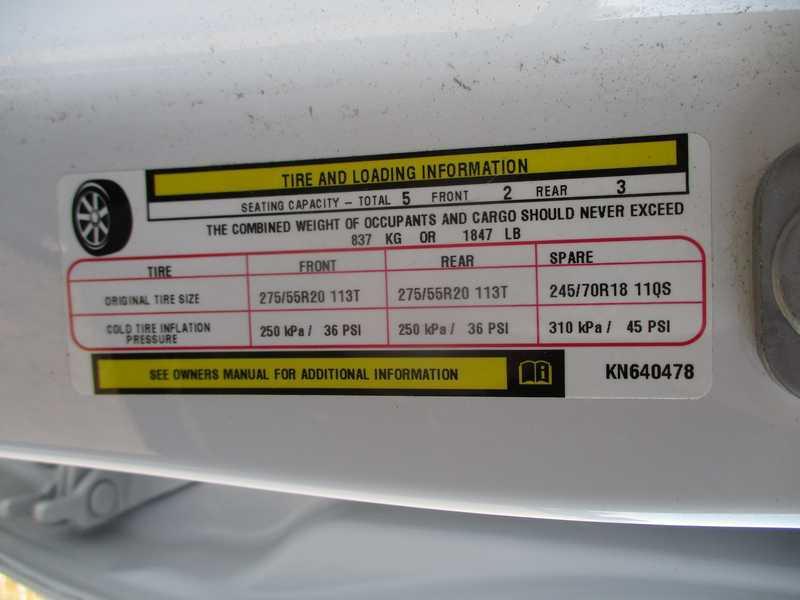 TIRE AND LOADING INFORMATION
SEATING CAPACITY – TOTAL 5 FRONT 2 REAR 3
THE COMBINED WEIGHT OF OCCUPANTS AND CARGO SHOULD NEVER EXCEED
837 KG OR 1847 LB
TIRE FRONT REAR SPARE
ORIGINAL TIRE SIZE 275/55R20 113T 275/55R20 113T 245/70R18 110S
COLD TIRE INFLATION PRESSURE 250 kPa / 36 PSI 250 kPa / 36 PSI 310 kPa / 45 PSI
SEE OWNERS MANUAL FOR ADDITIONAL INFORMATION
KN640478